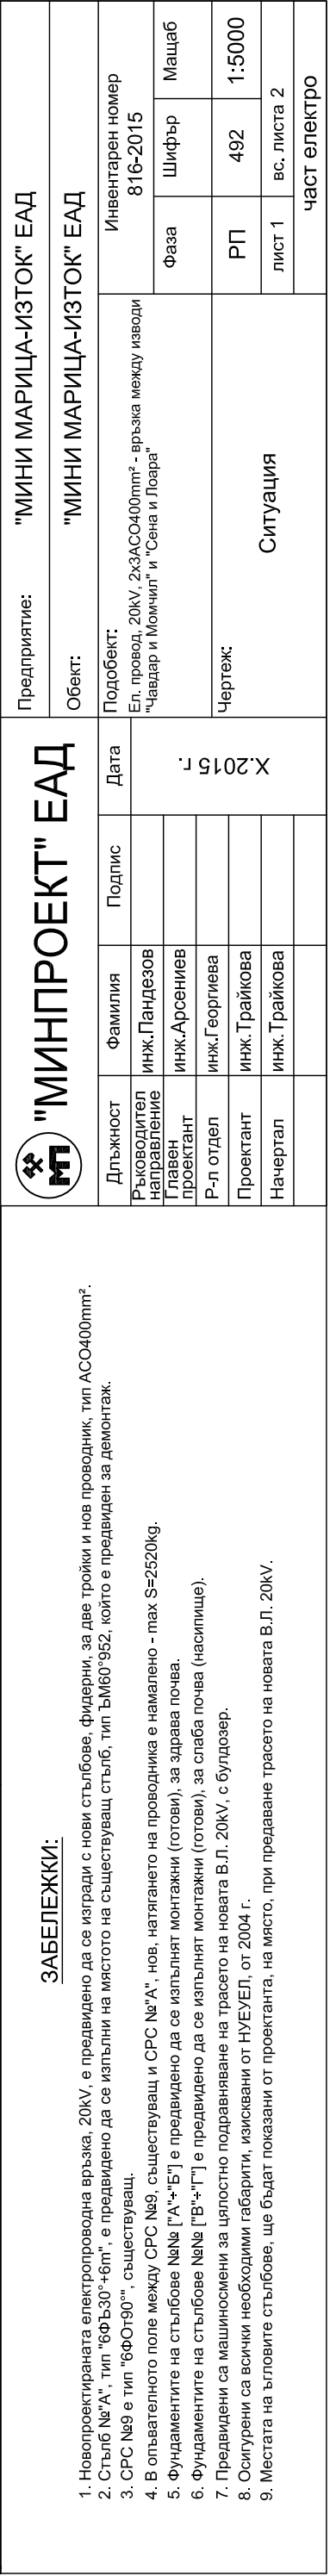 ЗАБЕЛЕЖКИ:
1. Новопроектираната електропроводна връзка, 20kV, е предвидено да се изгради с нови стълбове, фидерни, за две тройки и нов проводник, тип АСО400mm².
2. Стълб №"А", тип "6ФЪ30°+6m", е предвидено да се изпълни на мястото на съществуващ стълб, тип ЪМ60°952, който е предвиден за демонтаж.
3. СРС №9 е тип "6ФОт90°", съществуващ.
4. В опъвателното поле между СРС №9, съществуващ и СРС №"А", нов, натягането на проводника е намалено - max S=2520kg.
5. Фундаментите на стълбове №№ ["А"÷"Б"] е предвидено да се изпълнят монтажни (готови), за здрава почва.
6. Фундаментите на стълбове №№ ["В"÷"Г"] е предвидено да се изпълнят монтажни (готови), за слаба почва (насипище).
7. Предвидени са машиносмени за цялостно подравняване на трасето на новата В.Л. 20kV, с булдозер.
8. Осигурени са всички необходими габарити, изисквани от НУЕУЕЛ, от 2004 г.
9. Местата на ъгловите стълбове, ще бъдат показани от проектанта, на място, при предаване трасето на новата В.Л. 20kV.
МП "МИНПРОЕКТ" ЕАД
Длъжност Фамилия Подпис Дата
Ръководител направление инж.Пандезов
Главен проектант инж.Арсениев
Р-л отдел инж.Георгиева
Проектант инж.Трайкова
Начертал инж.Трайкова
X.2015 г.
Предприятие: "МИНИ МАРИЦА-ИЗТОК" ЕАД
Обект: "МИНИ МАРИЦА-ИЗТОК" ЕАД
Подобект:
Ел. провод, 20kV, 2x3АСО400mm² - връзка между изводи
"Чавдар и Момчил" и "Сена и Лоара"
Чертеж:
Ситуация
Инвентарен номер
816-2015
Фаза Шифър Мащаб
РП 492 1:5000
лист 1 вс. листа 2
част електро